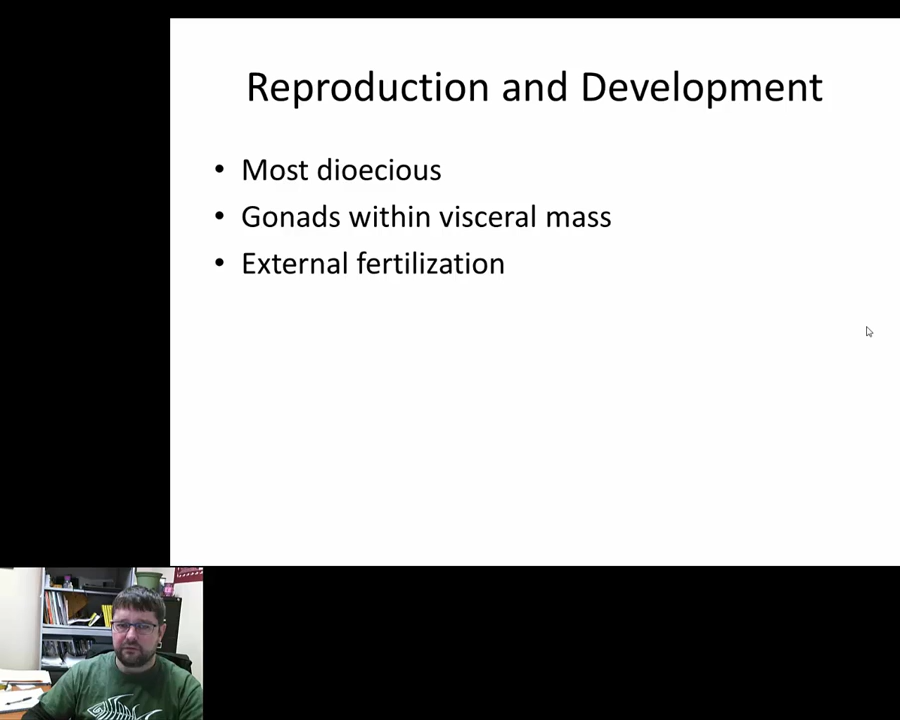 Reproduction and Development
• Most dioecious
• Gonads within visceral mass
• External fertilization